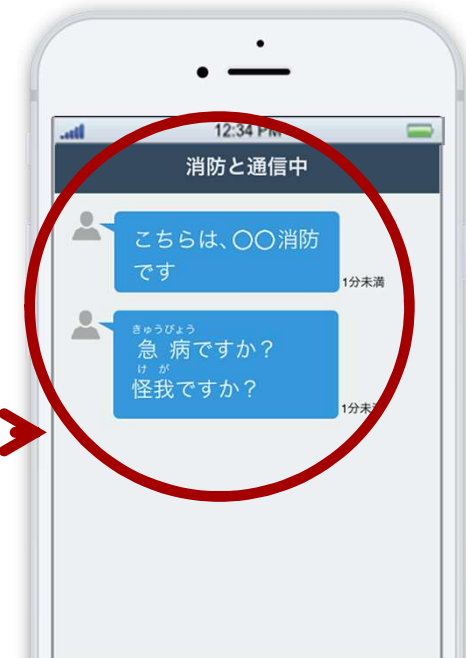 12:34 PM
消防と通信中
こちらは、〇〇消防
です
1分未満
きゅうびょう
急病ですか？
けが
怪我ですか？
1分未満